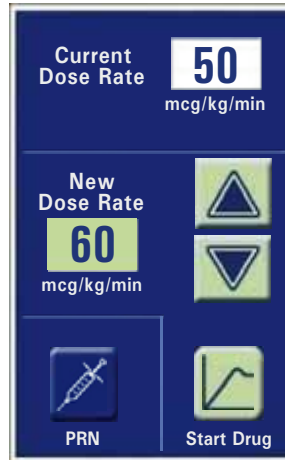 Current
Dose Rate
50
mcg/kg/min
New
Dose Rate
60
mcg/kg/min
PRN
Start Drug